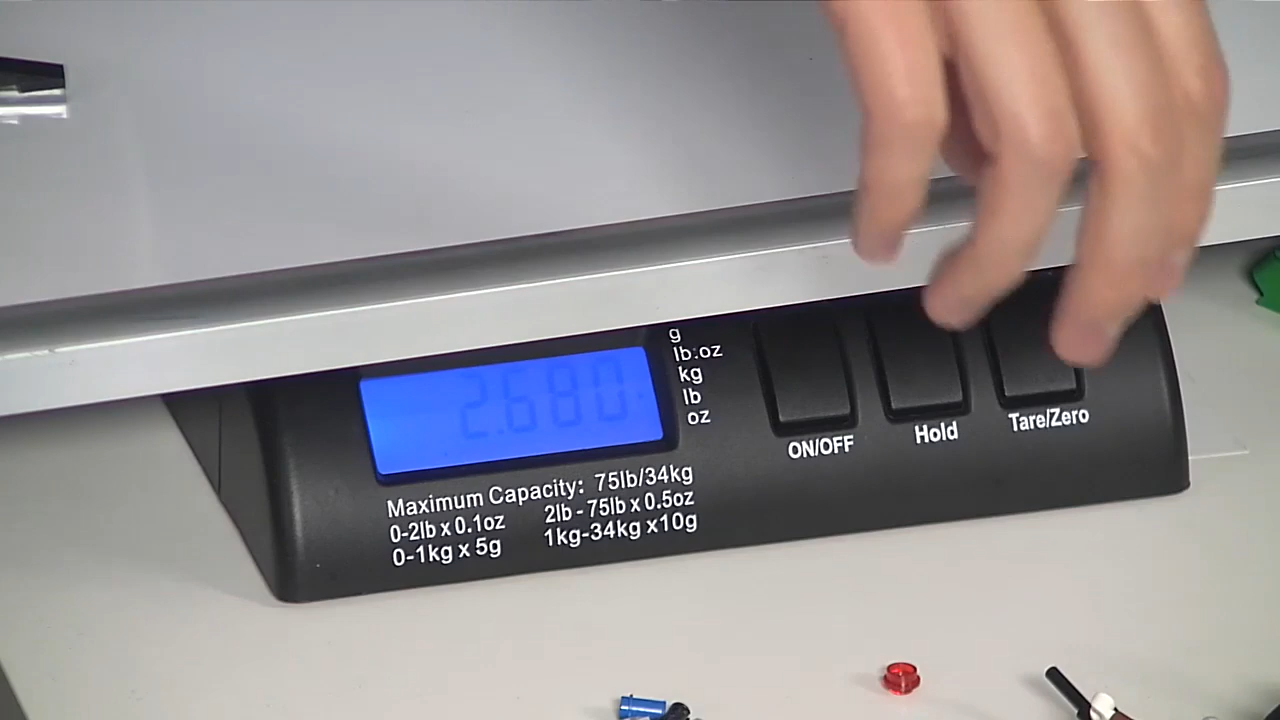 2.680
g
lb:oz
kg
lb
oz
ON/OFF
Hold
Tare/Zero
Maximum Capacity: 75lb/34kg
0-2lb x 0.1oz 2lb - 75lb x 0.5oz
0-1kg x 5g 1kg-34kg x10g